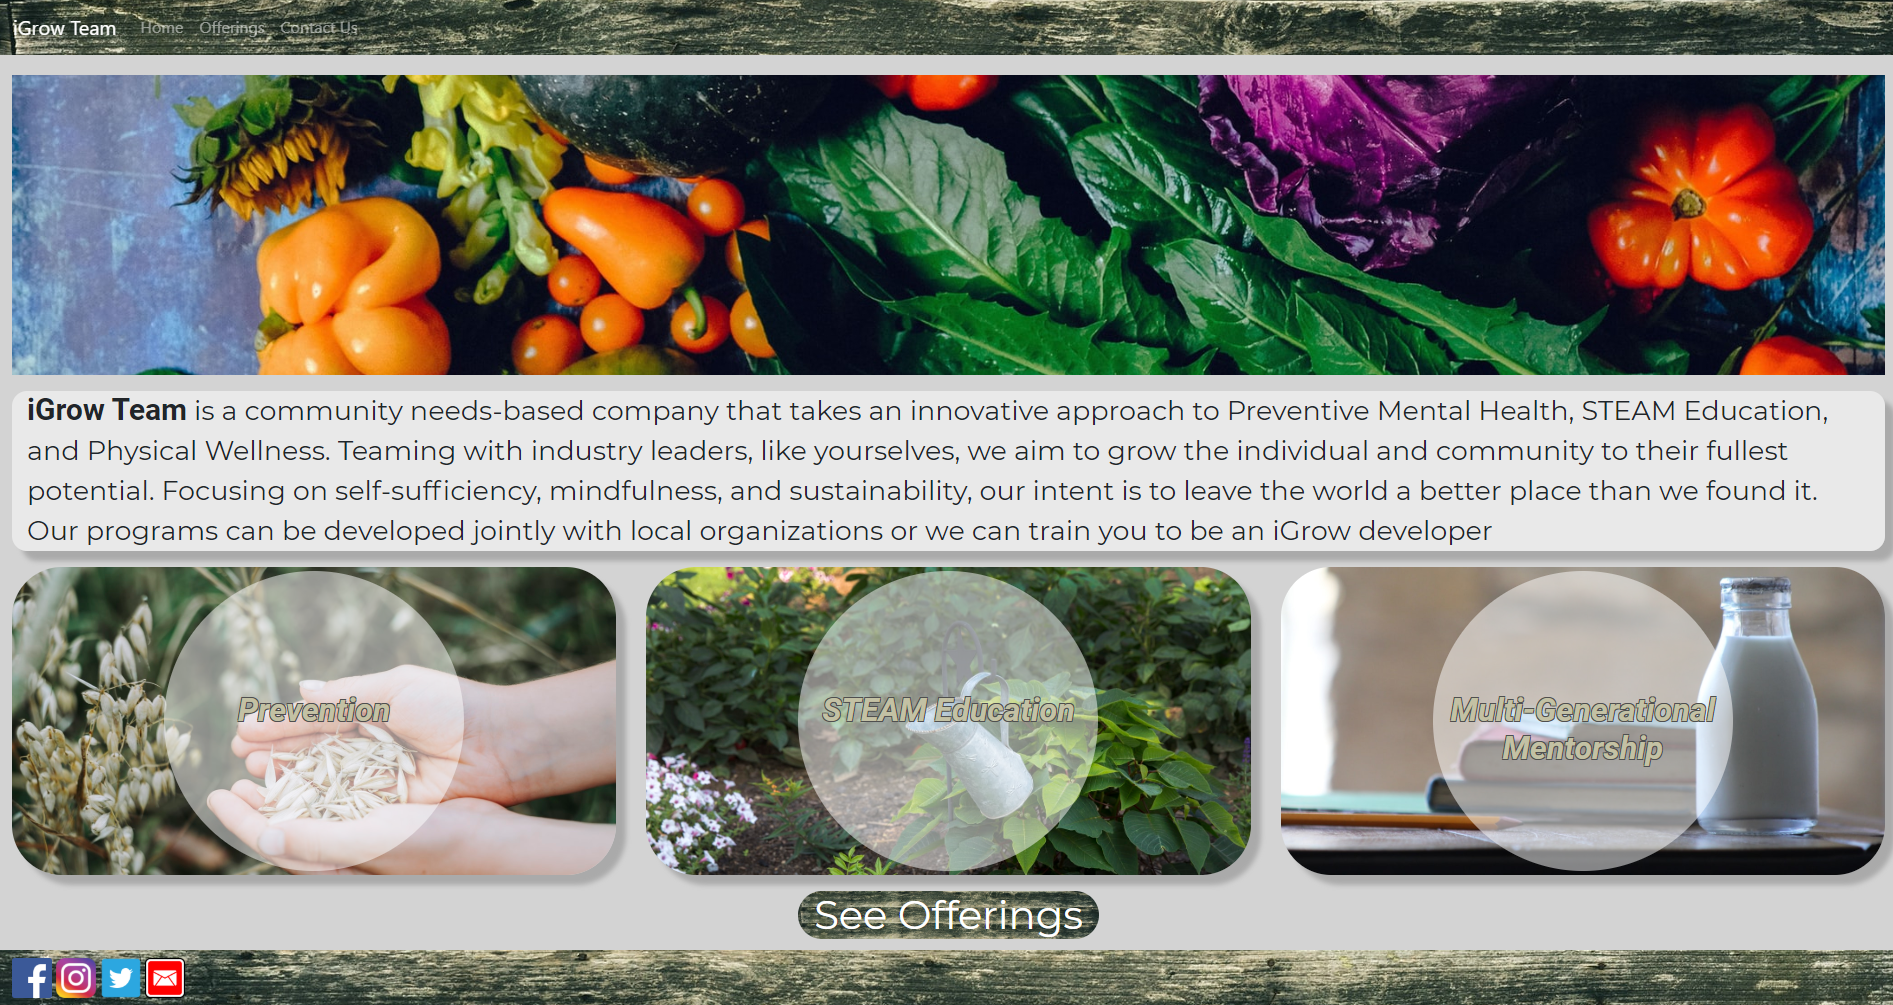 iGrow Team Home Offerings Contact Us
iGrow Team is a community needs-based company that takes an innovative approach to Preventive Mental Health, STEAM Education,
and Physical Wellness. Teaming with industry leaders, like yourselves, we aim to grow the individual and community to their fullest
potential. Focusing on self-sufficiency, mindfulness, and sustainability, our intent is to leave the world a better place than we found it.
Our programs can be developed jointly with local organizations or we can train you to be an iGrow developer
Prevention
STEAM Education
Multi-Generational
Mentorship
See Offerings